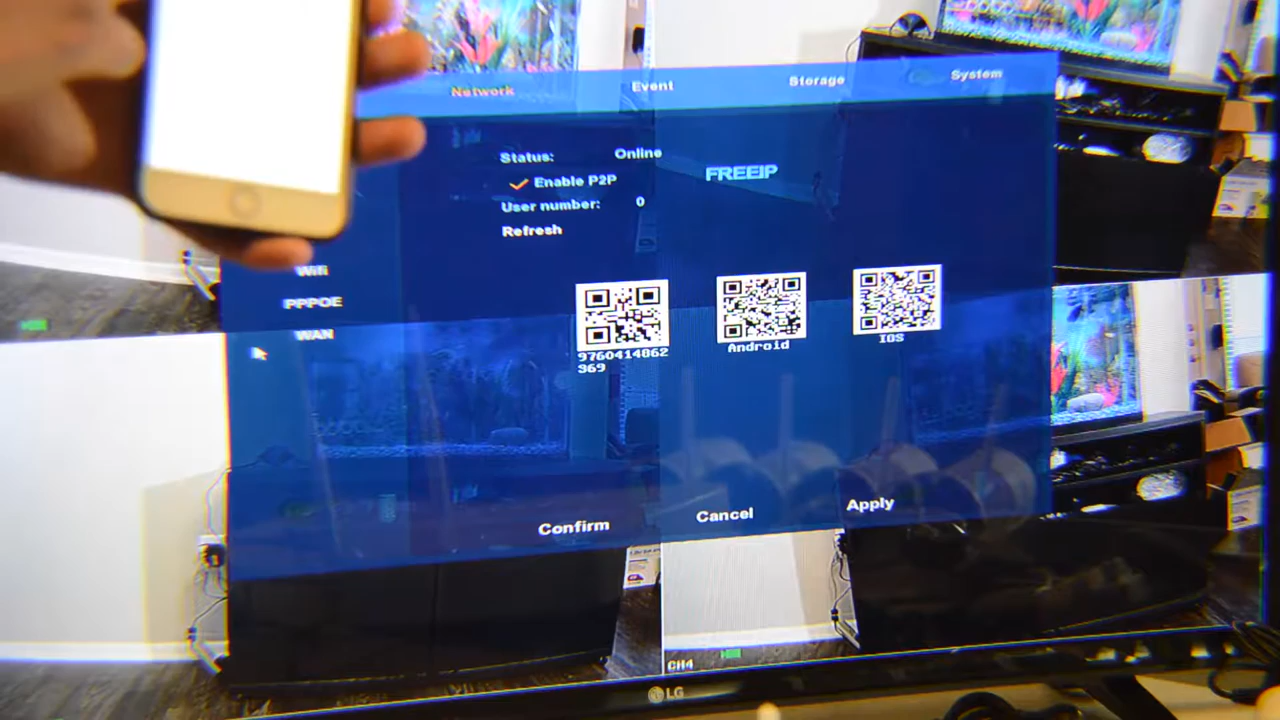 Network Event Storage System
Status: Online
Enable P2P
User number: 0
Refresh
FREEIP
Wifi
PPPOE
WAN
9760414862
369
Android
IOS
Confirm Cancel Apply
CH4
LG